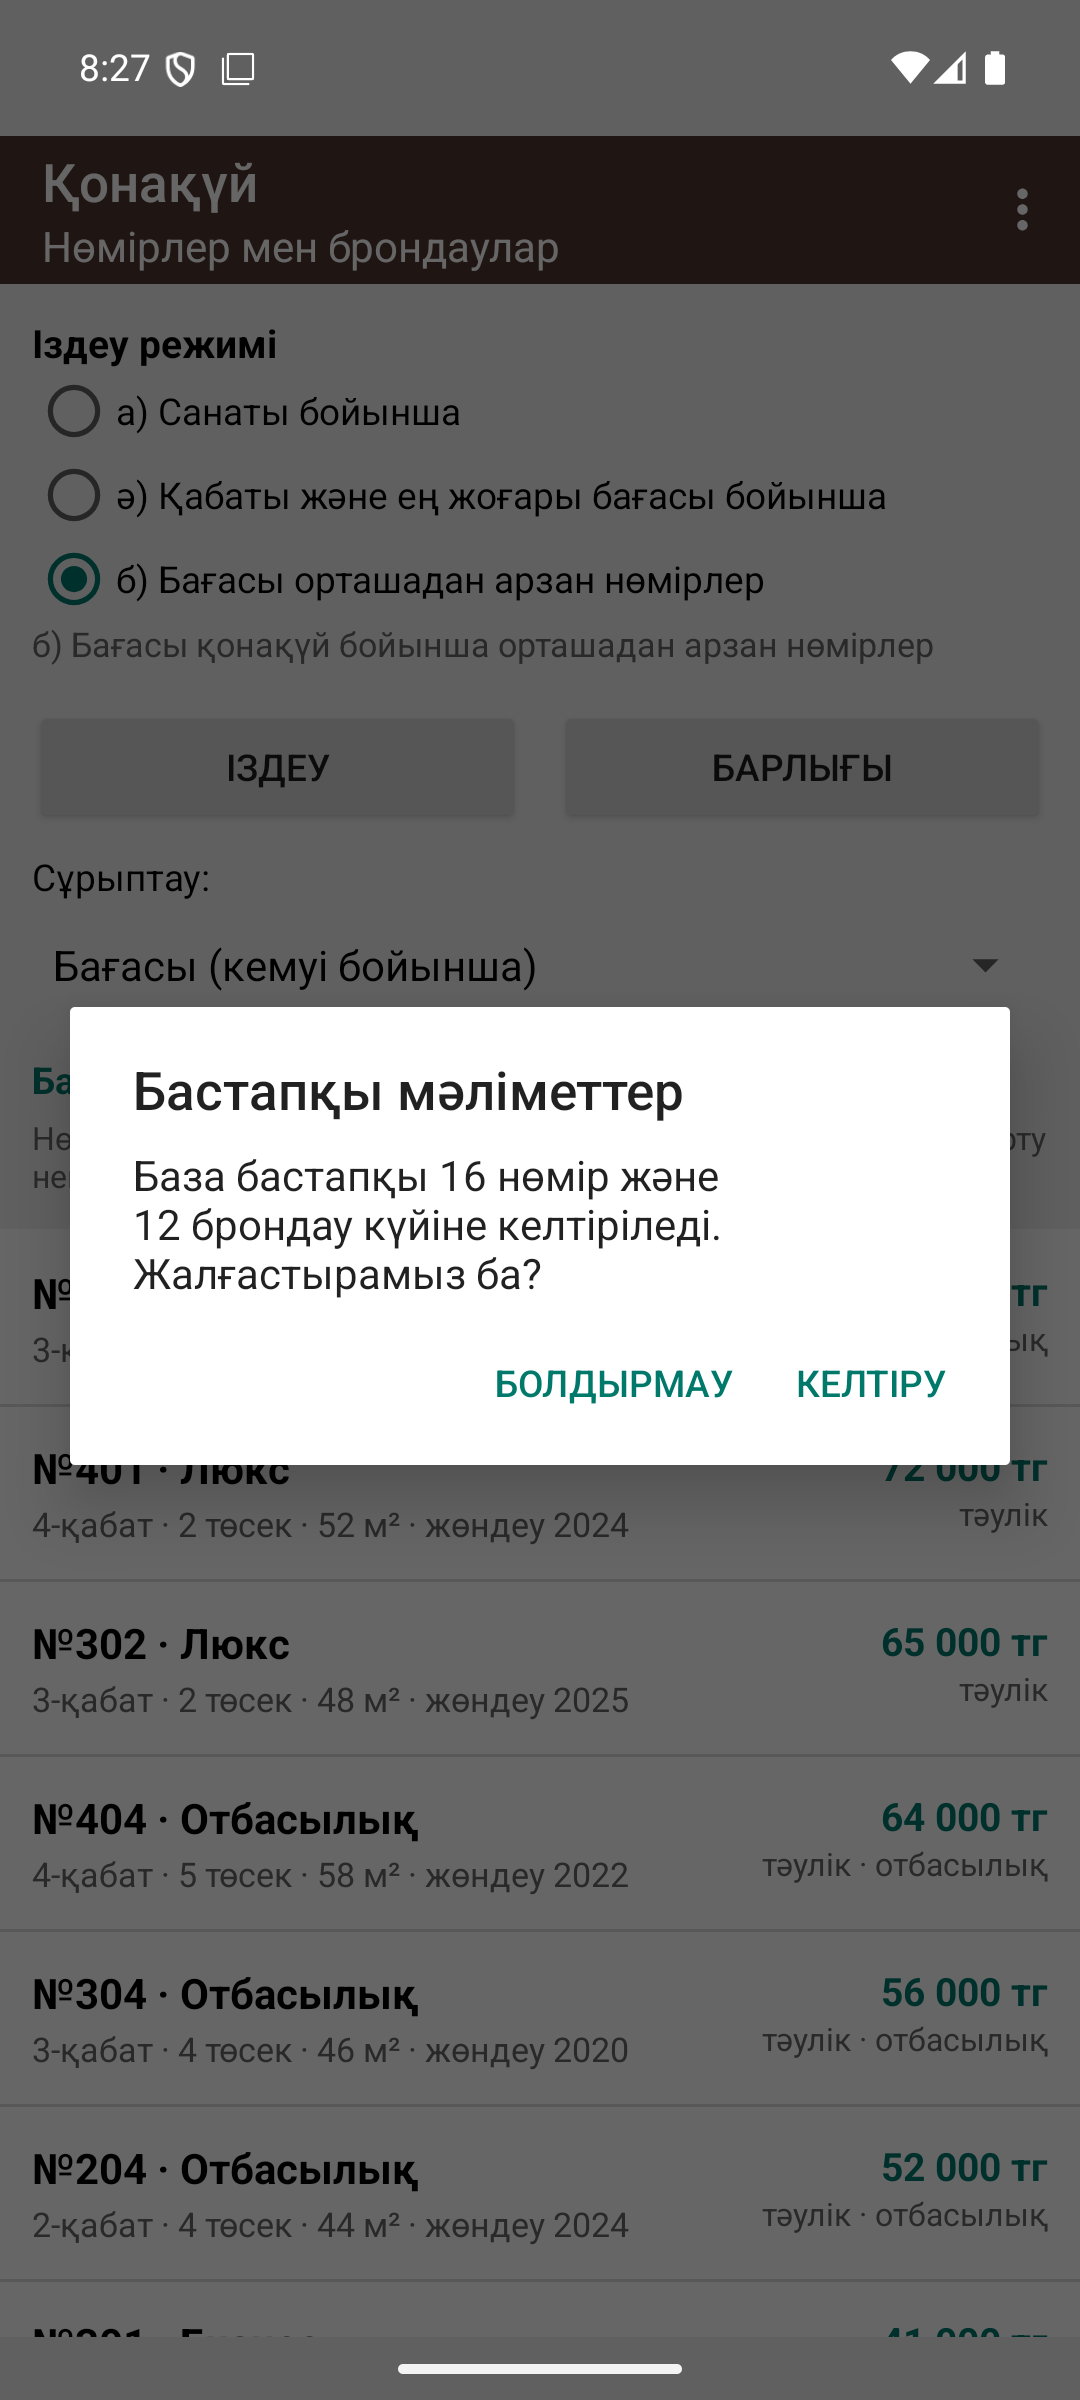 8:27
Қонақүй
Нөмірлер мен брондаулар
Іздеу режимі
а) Санаты бойынша
ә) Қабаты және ең жоғары бағасы бойынша
б) Бағасы орташадан арзан нөмірлер
б) Бағасы қонақүй бойынша орташадан арзан нөмірлер
ІЗДЕУ
БАРЛЫҒЫ
Сұрыптау:
Бағасы (кемуі бойынша)
Бастапқы мәліметтер
База бастапқы 16 нөмір және
12 брондау күйіне келтіріледі.
Жалғастырамыз ба?
БОЛДЫРМАУ
КЕЛТІРУ
№401 · Люкс
72 000 тг
4-қабат · 2 төсек · 52 м² · жөндеу 2024
тәулік
№302 · Люкс
65 000 тг
3-қабат · 2 төсек · 48 м² · жөндеу 2025
тәулік
№404 · Отбасылық
64 000 тг
4-қабат · 5 төсек · 58 м² · жөндеу 2022
тәулік · отбасылық
№304 · Отбасылық
56 000 тг
3-қабат · 4 төсек · 46 м² · жөндеу 2020
тәулік · отбасылық
№204 · Отбасылық
52 000 тг
2-қабат · 4 төсек · 44 м² · жөндеу 2024
тәулік · отбасылық